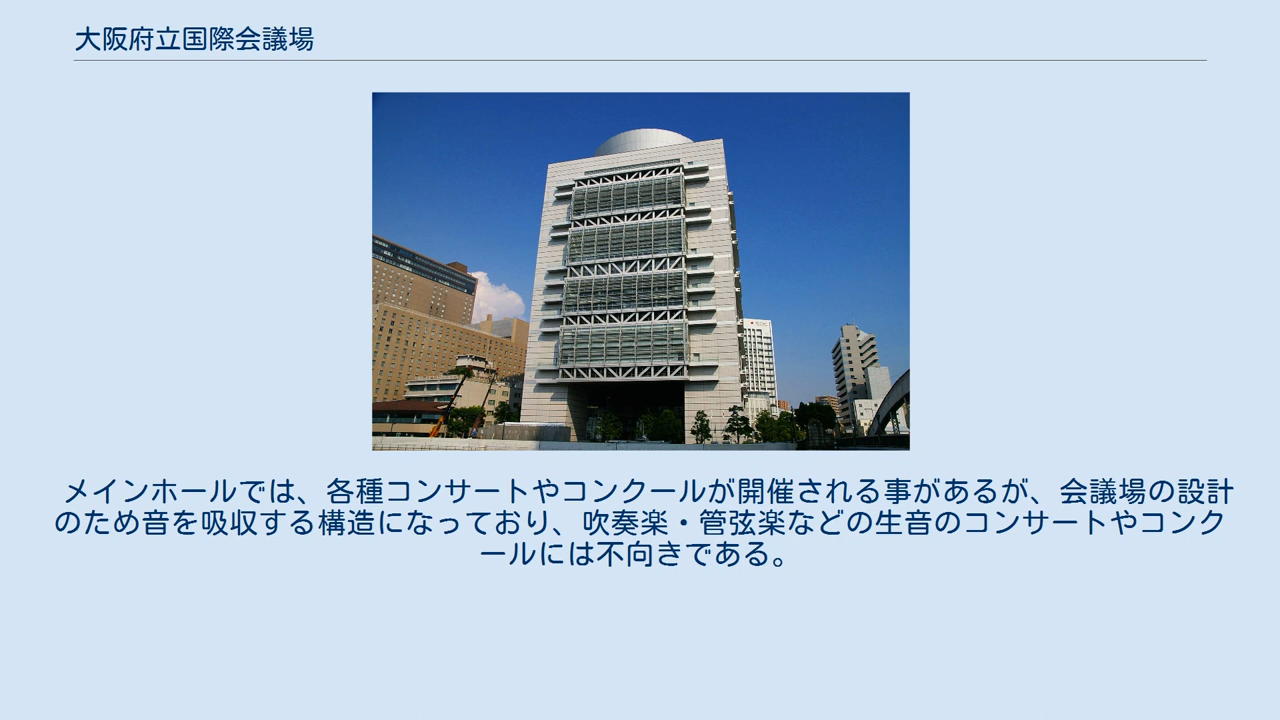 大阪府立国際会議場
メインホールでは、各種コンサートやコンクールが開催される事があるが、会議場の設計
のため音を吸収する構造になっており、吹奏楽・管弦楽などの生音のコンサートやコンク
ールには不向きである。